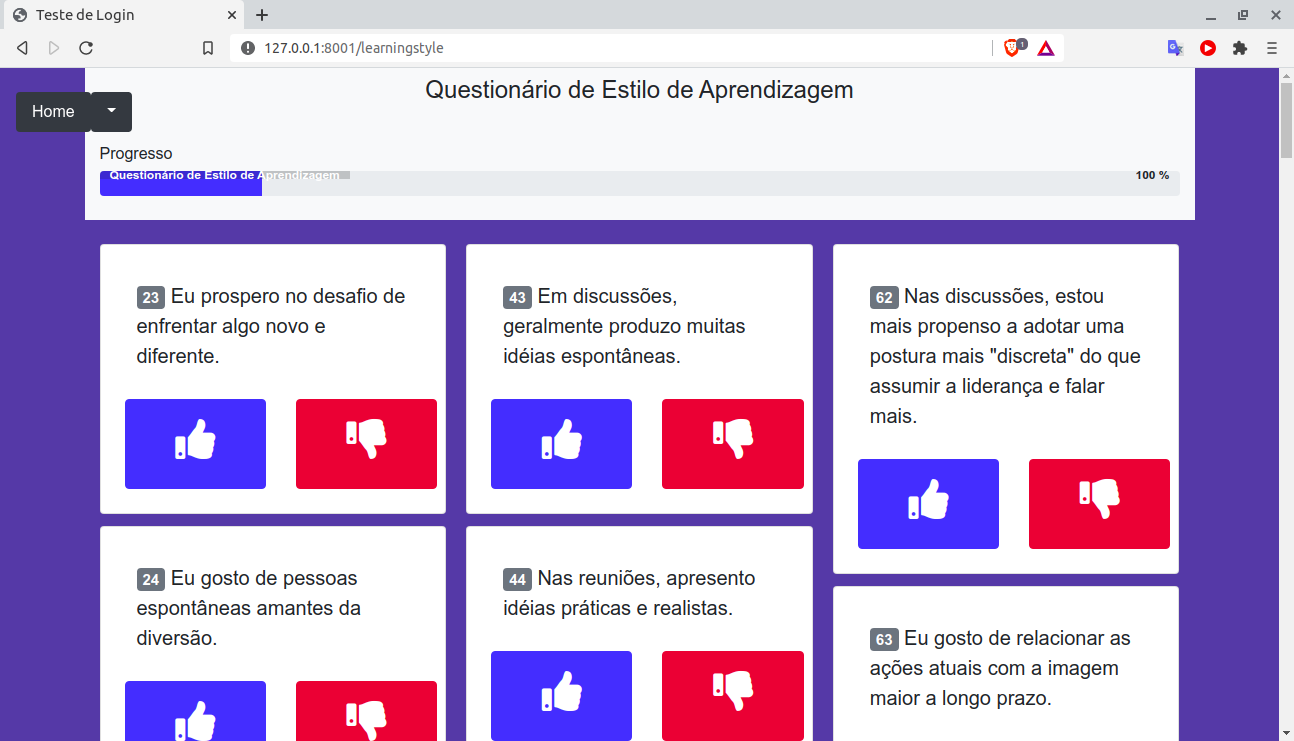 Teste de Login
127.0.0.1:8001/learningstyle
1
Questionário de Estilo de Aprendizagem
Home
Progresso
Questionário de Estilo de Aprendizagem
100 %
23 Eu prospero no desafio de
enfrentar algo novo e
diferente.
43 Em discussões,
geralmente produzo muitas
idéias espontâneas.
62 Nas discussões, estou
mais propenso a adotar uma
postura mais "discreta" do que
assumir a liderança e falar
mais.
24 Eu gosto de pessoas
espontâneas amantes da
diversão.
44 Nas reuniões, apresento
idéias práticas e realistas.
63 Eu gosto de relacionar as
ações atuais com a imagem
maior a longo prazo.